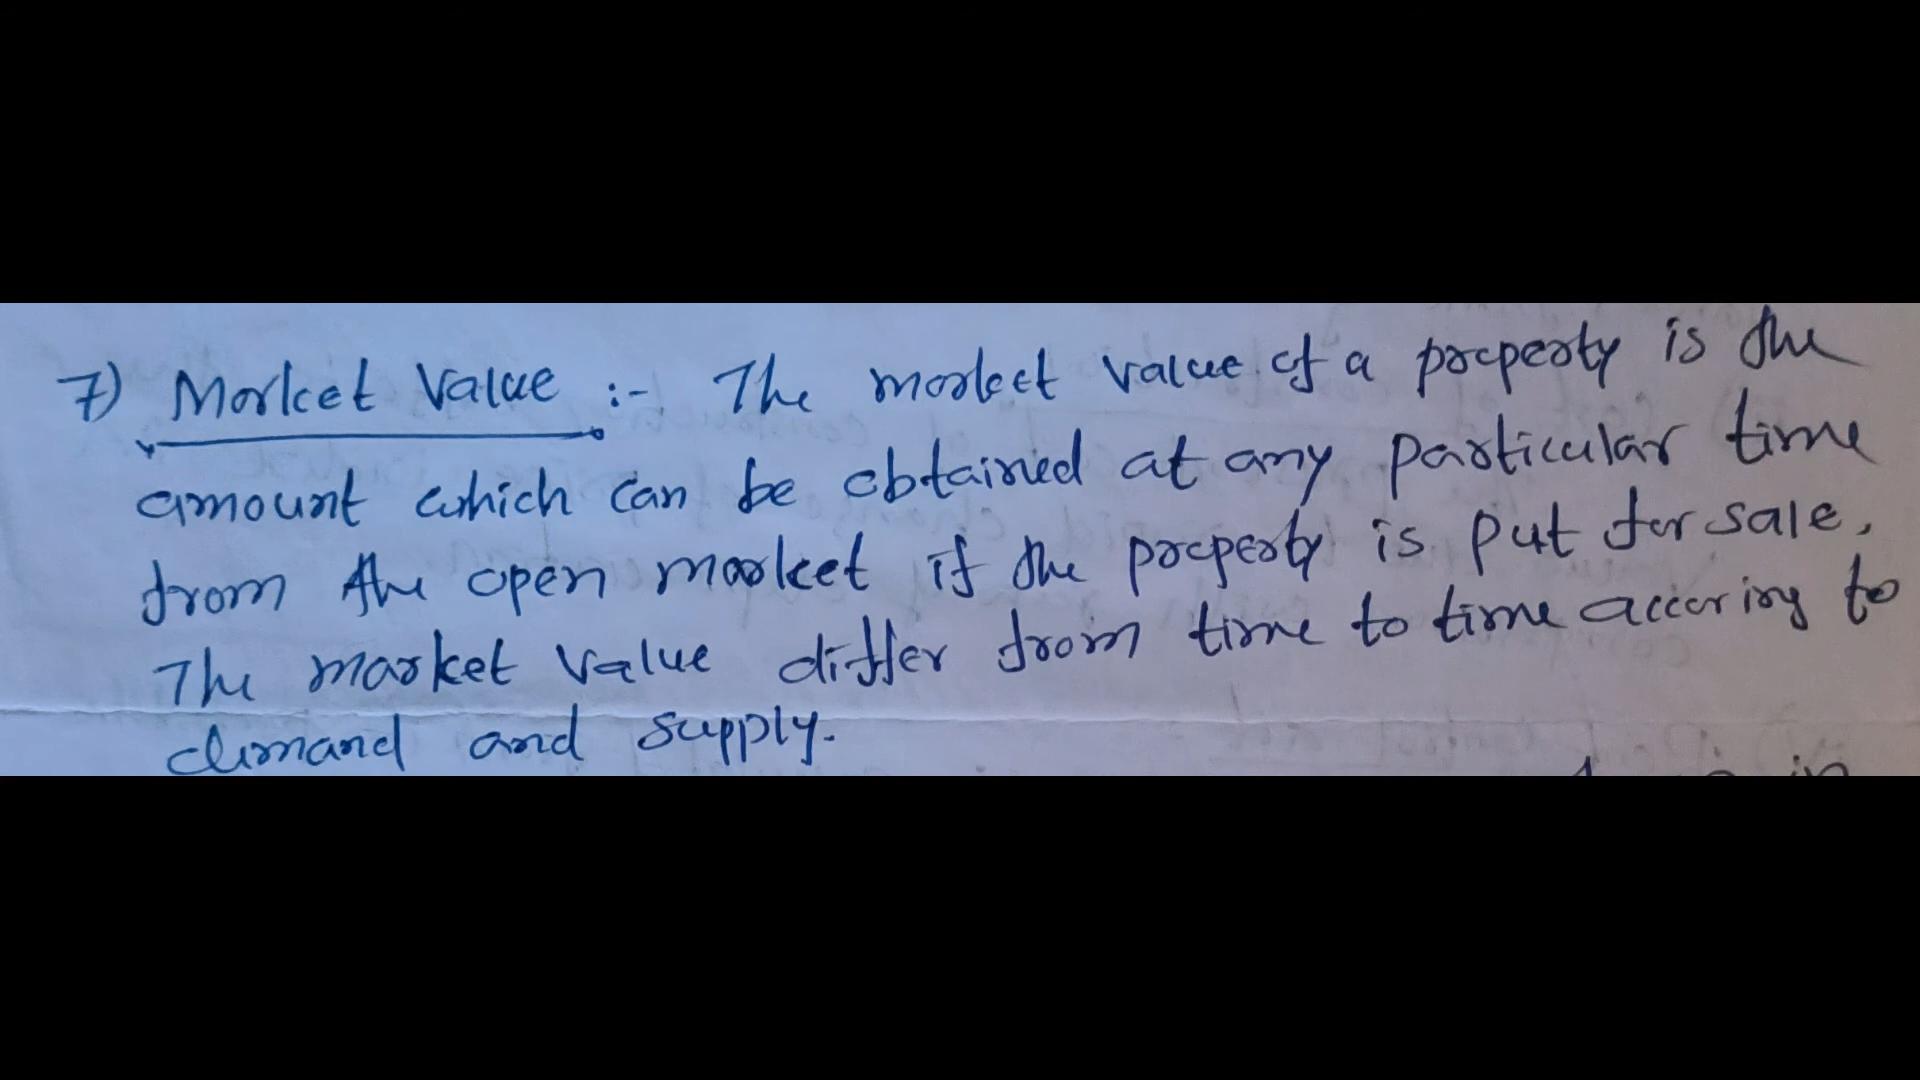 7) Market Value :- The market value of a property is the
amount which can be obtained at any particular time
from the open market if the property is put for sale.
The market value differ from time to time accoring to
demand and supply.
in